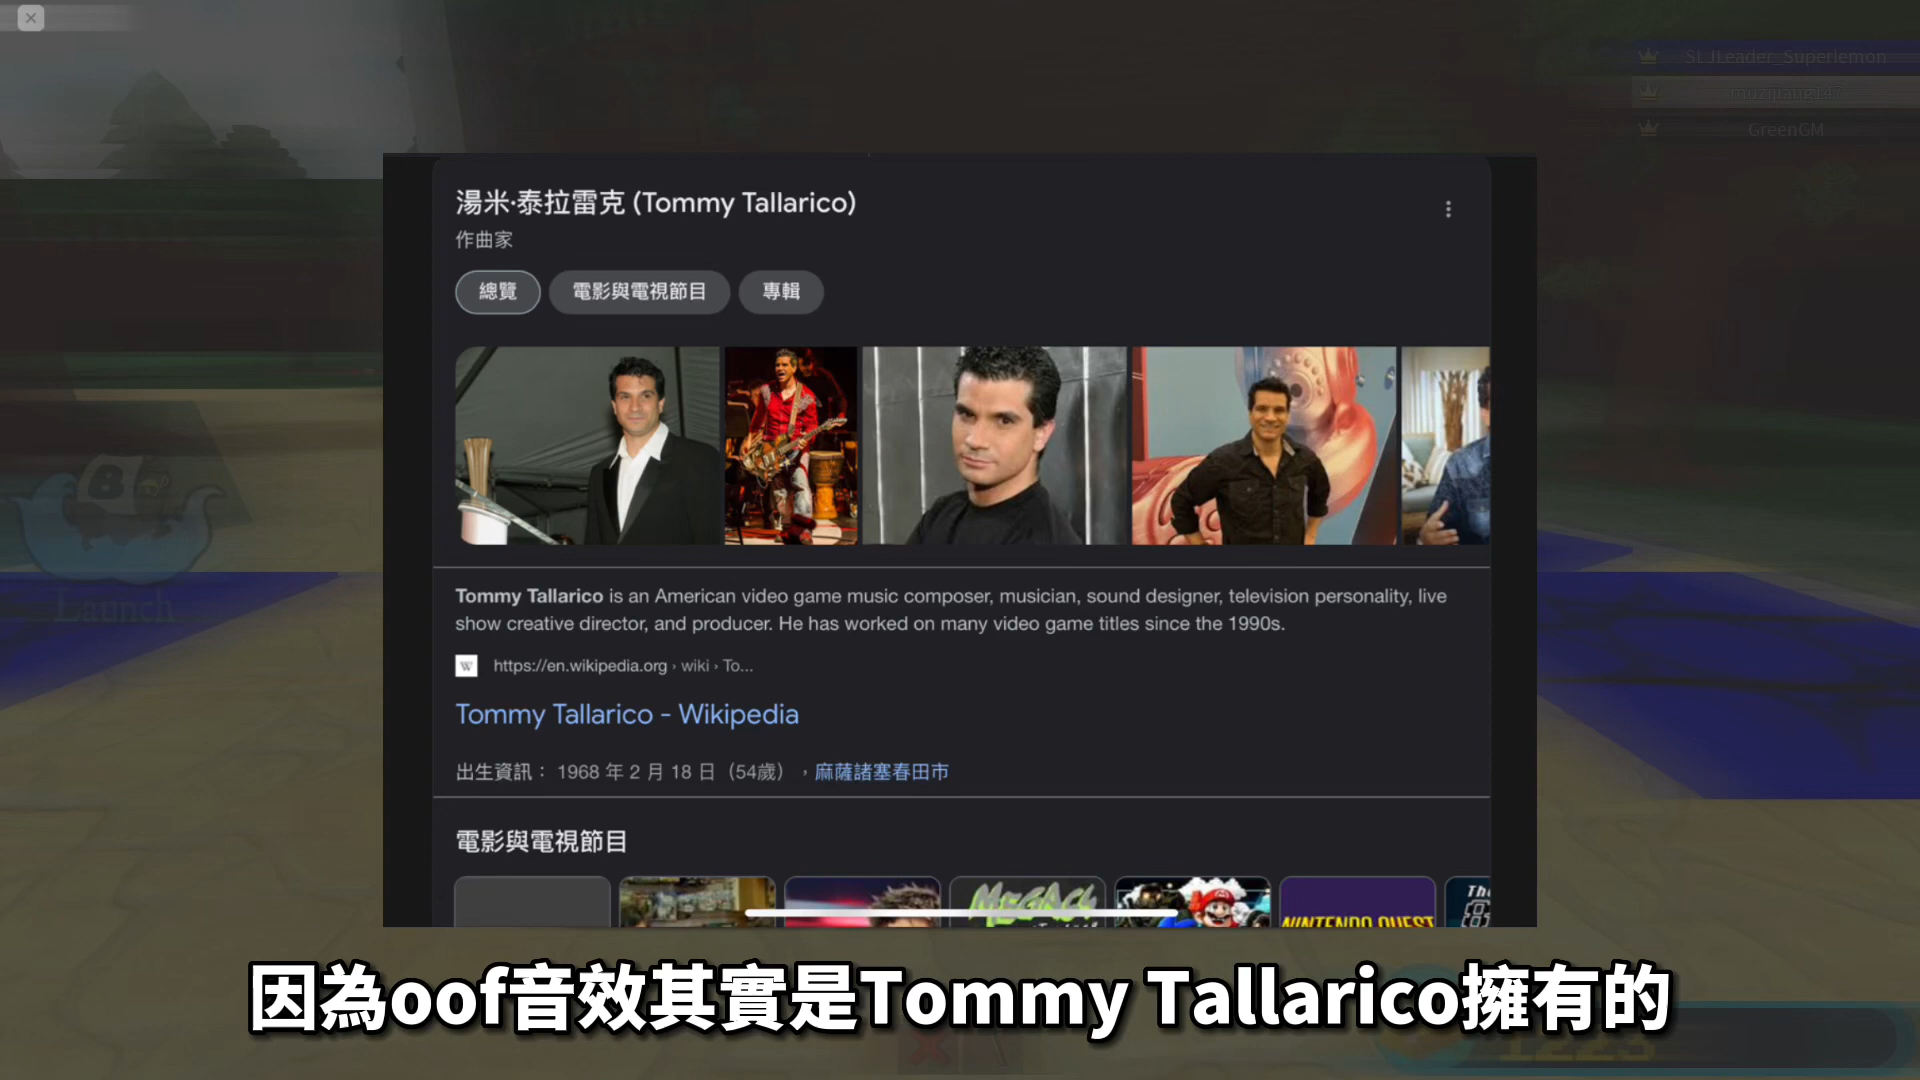 SLJLeader_Superlemon
muzijiang147
GreenGM
湯米·泰拉雷克 (Tommy Tallarico)
作曲家
總覽 電影與電視節目 專輯
Tommy Tallarico is an American video game music composer, musician, sound designer, television personality, live
show creative director, and producer. He has worked on many video game titles since the 1990s.
W https://en.wikipedia.org › wiki › To...
Tommy Tallarico - Wikipedia
出生資訊： 1968 年 2 月 18 日（54歲），麻薩諸塞春田市
電影與電視節目
NINTENDO QUEST
Launch
因為oof音效其實是Tommy Tallarico擁有的